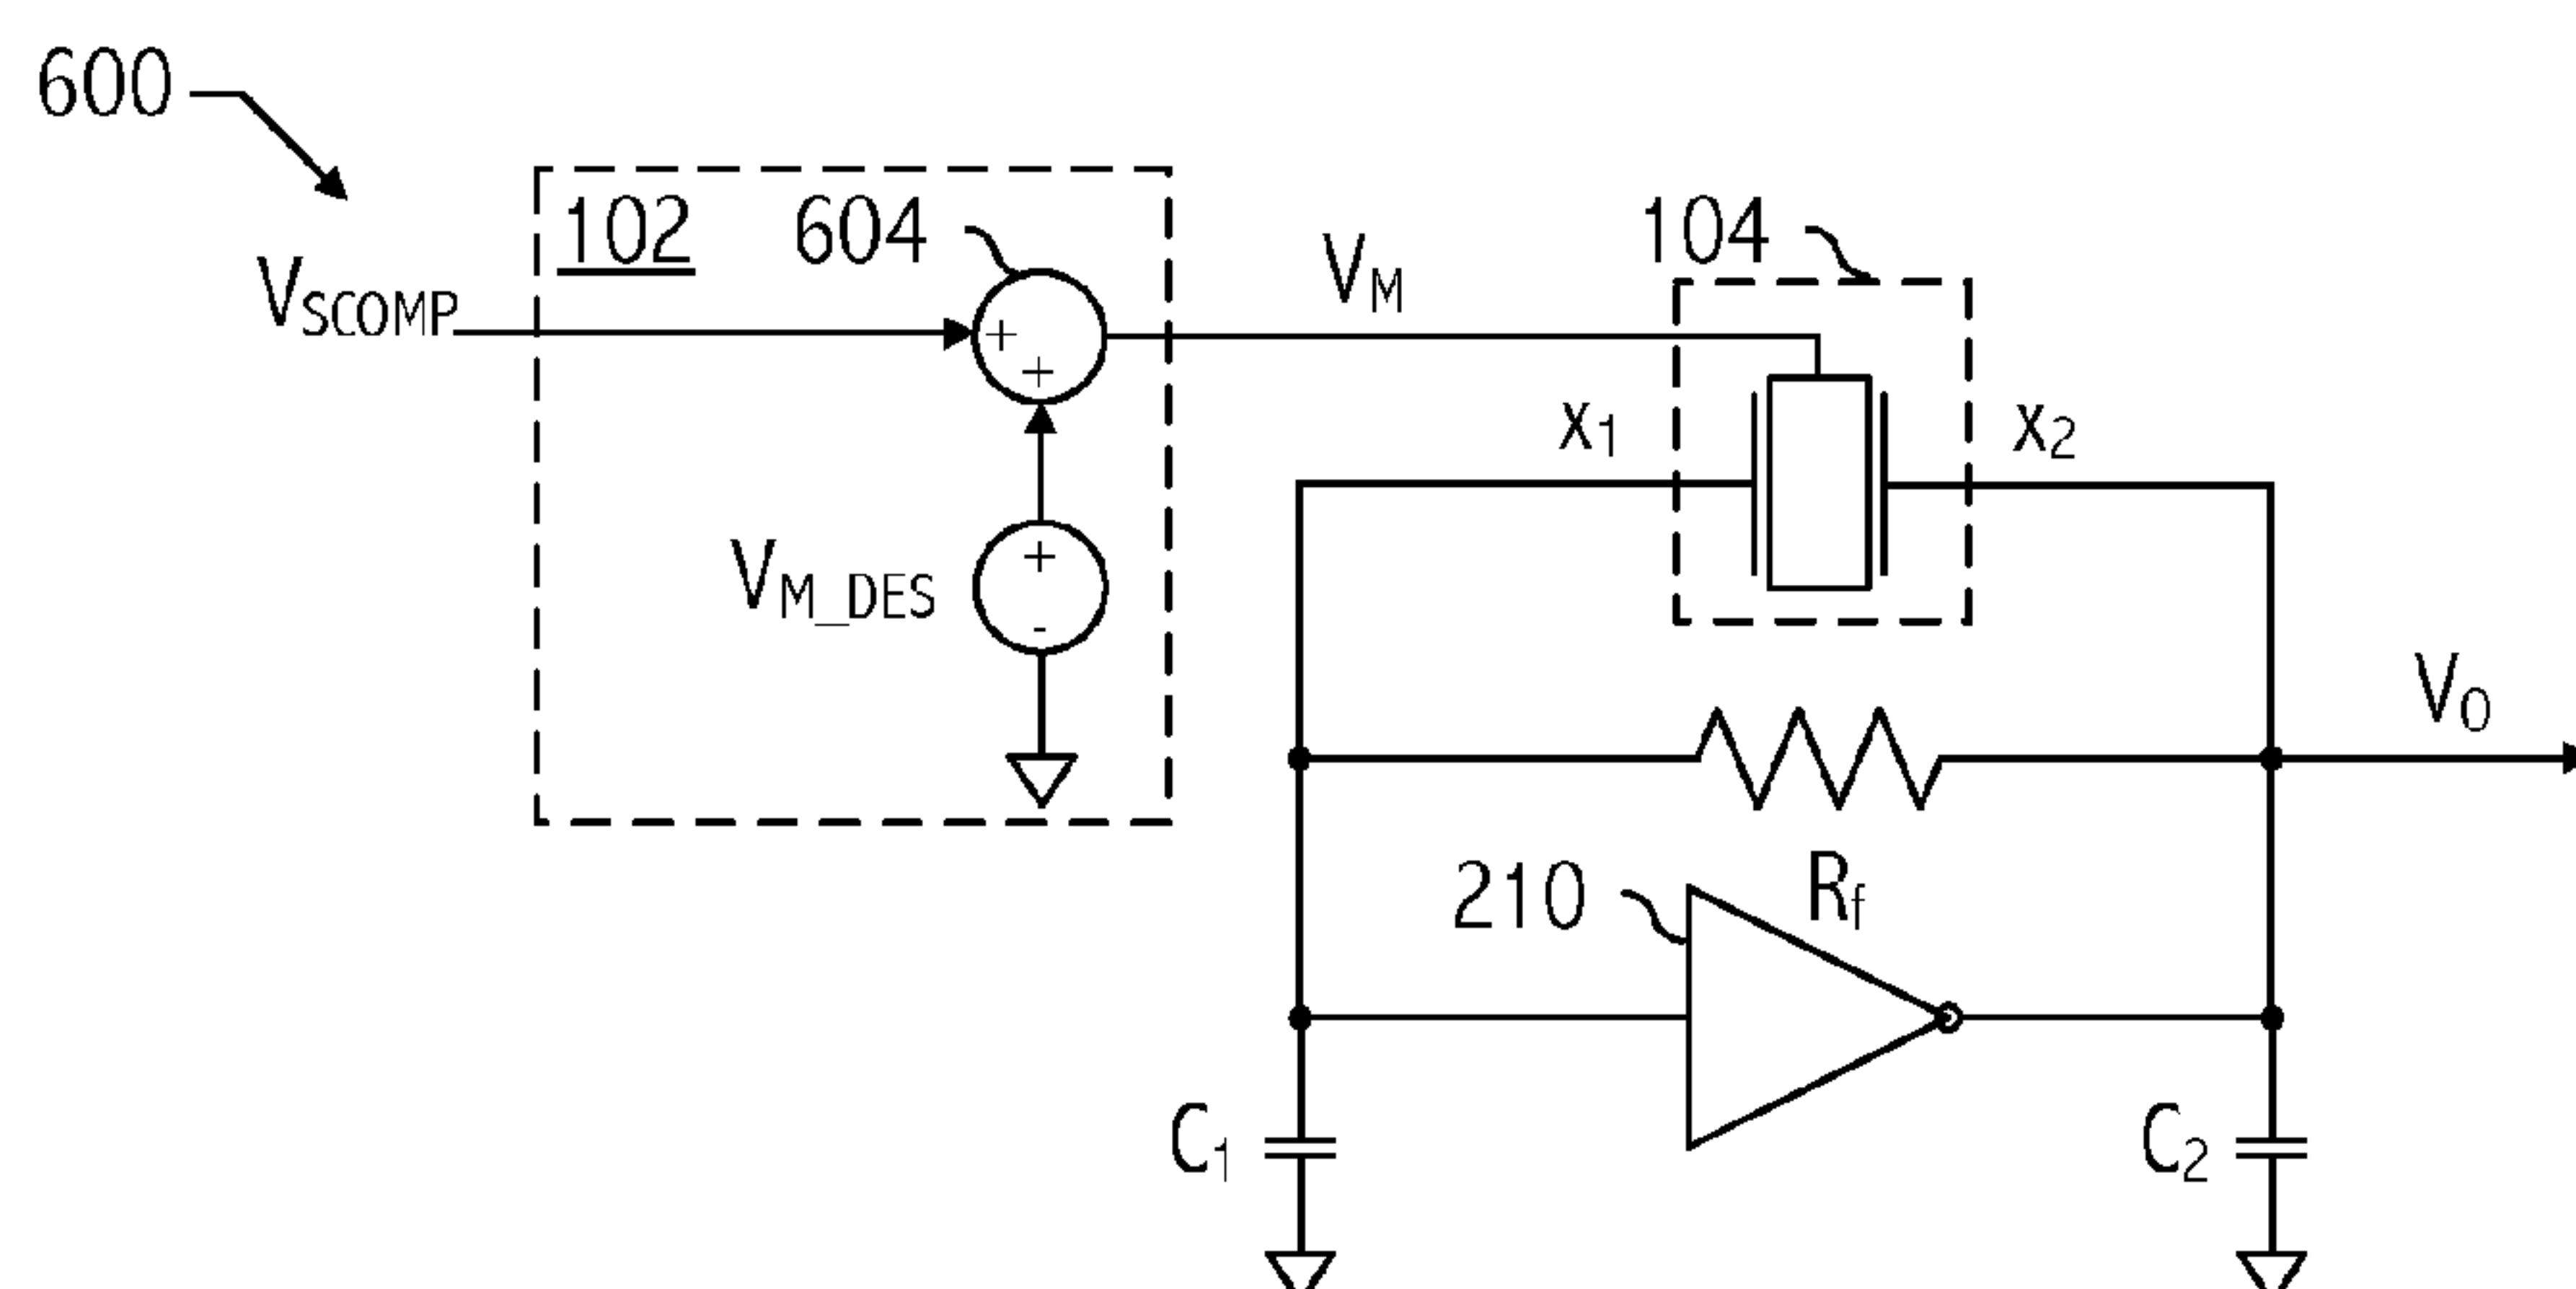 600
102
604
V_SCOMP
+
+
V_M
104
x₁
x₂
V_M_DES
+
-
V_O
210
R_f
C₁
C₂